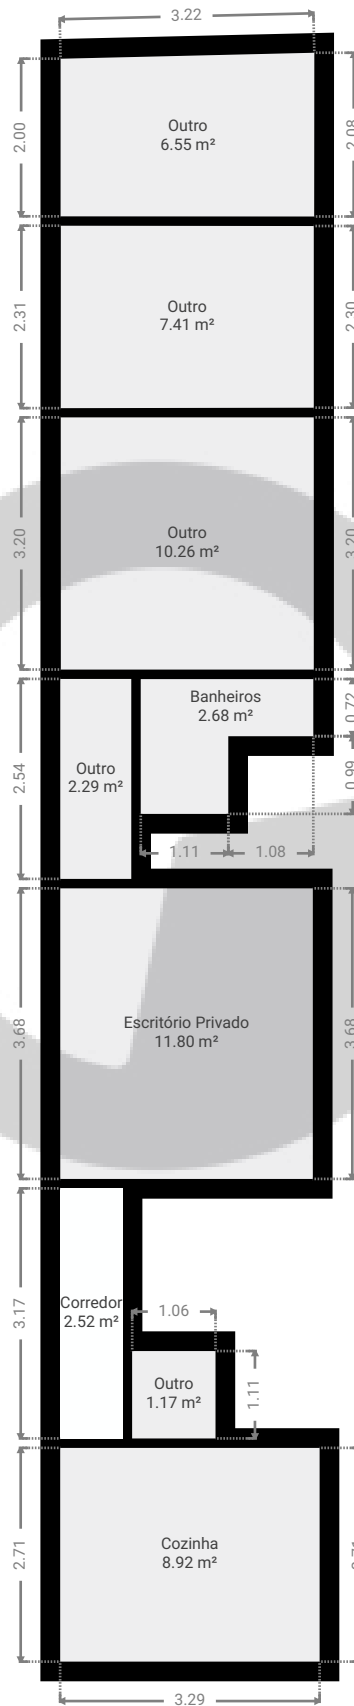 3.22
2.00
2.08
Outro
6.55 m²
2.31
2.30
Outro
7.41 m²
3.20
3.20
Outro
10.26 m²
Banheiros
2.68 m²
0.72
2.54
Outro
2.29 m²
0.99
1.11
1.08
3.68
3.68
Escritório Privado
11.80 m²
3.17
Corredor
2.52 m²
1.06
Outro
1.17 m²
1.11
2.71
Cozinha
8.92 m²
2.71
3.29